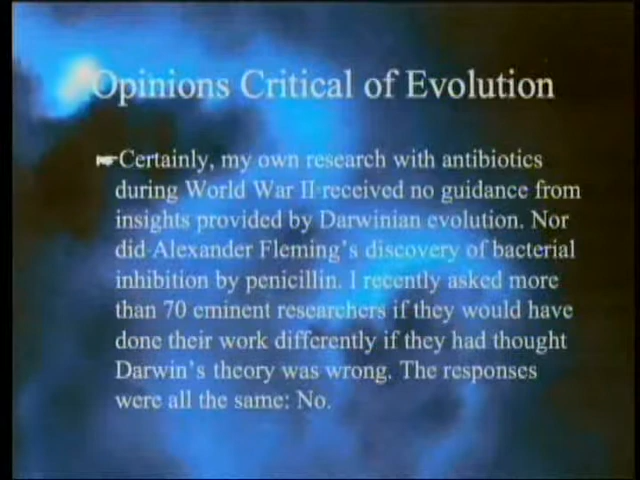 Opinions Critical of Evolution
☛Certainly, my own research with antibiotics
during World War II received no guidance from
insights provided by Darwinian evolution. Nor
did Alexander Fleming's discovery of bacterial
inhibition by penicillin. I recently asked more
than 70 eminent researchers if they would have
done their work differently if they had thought
Darwin's theory was wrong. The responses
were all the same: No.